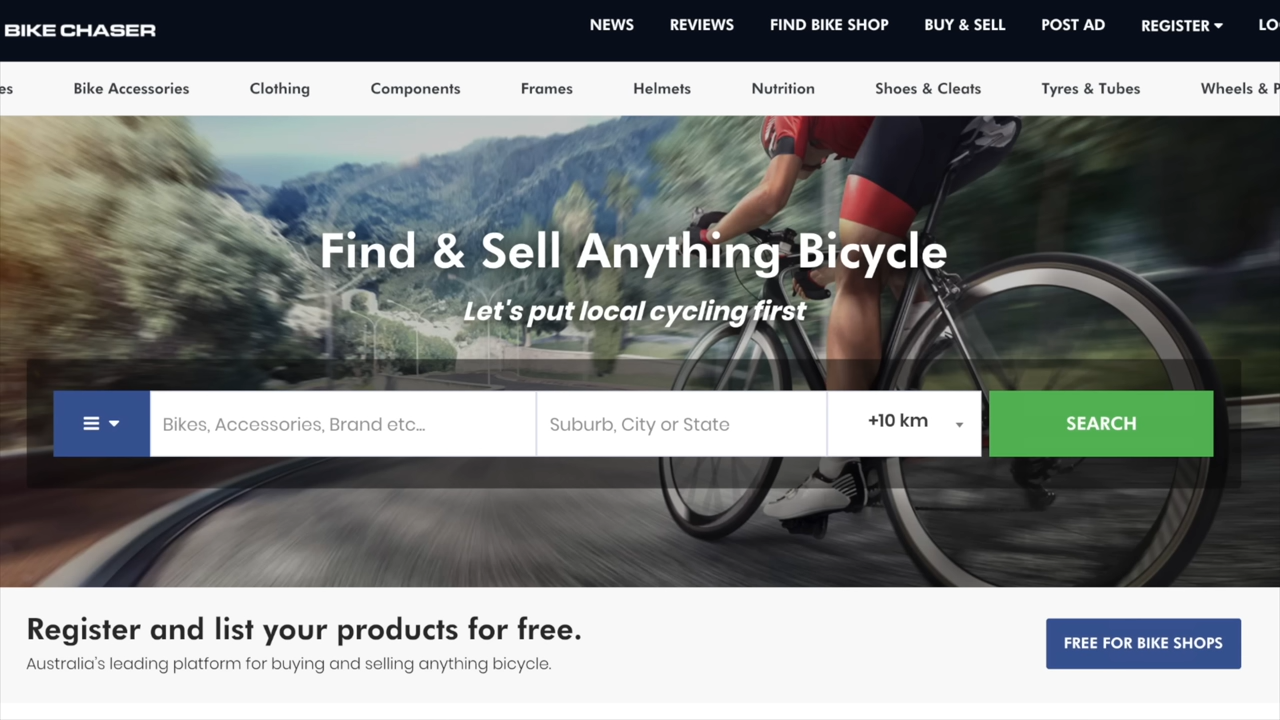 BIKE CHASER
NEWS REVIEWS FIND BIKE SHOP BUY & SELL POST AD REGISTER LO
es Bike Accessories Clothing Components Frames Helmets Nutrition Shoes & Cleats Tyres & Tubes Wheels & P
Find & Sell Anything Bicycle
Let's put local cycling first
Bikes, Accessories, Brand etc... Suburb, City or State +10 km SEARCH
Register and list your products for free.
Australia's leading platform for buying and selling anything bicycle.
FREE FOR BIKE SHOPS